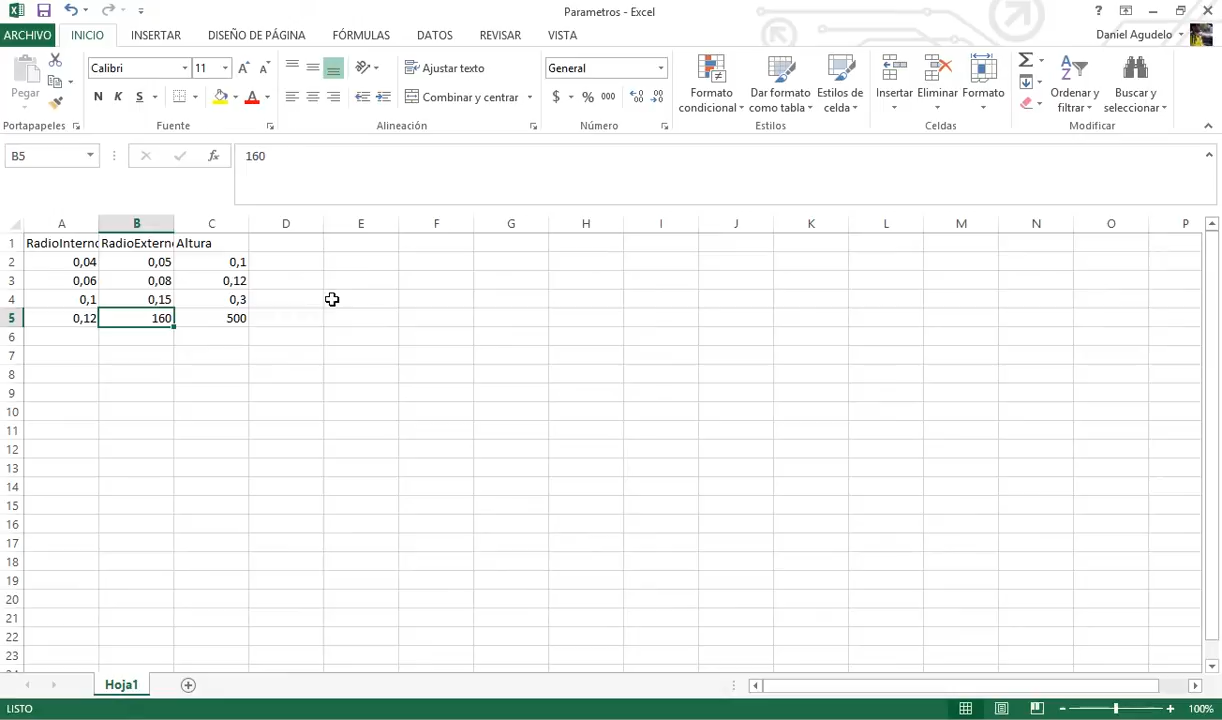 Parametros - Excel
?
Daniel Agudelo
ARCHIVO INICIO INSERTAR DISEÑO DE PÁGINA FÓRMULAS DATOS REVISAR VISTA
Pegar
Calibri 11 A A
N K S A
Ajustar texto
Combinar y centrar
General
$ % 000
Formato condicional
Dar formato como tabla
Estilos de celda
Insertar Eliminar Formato
Ordenar y filtrar
Buscar y seleccionar
Portapapeles Fuente Alineación Número Estilos Celdas Modificar
B5 fx 160
A B C D E F G H I J K L M N O P
1 RadioInterno RadioExterno Altura
2 0,04 0,05 0,1
3 0,06 0,08 0,12
4 0,1 0,15 0,3
5 0,12 160 500
6
7
8
9
10
11
12
13
14
15
16
17
18
19
20
21
22
23
Hoja1
LISTO 100%